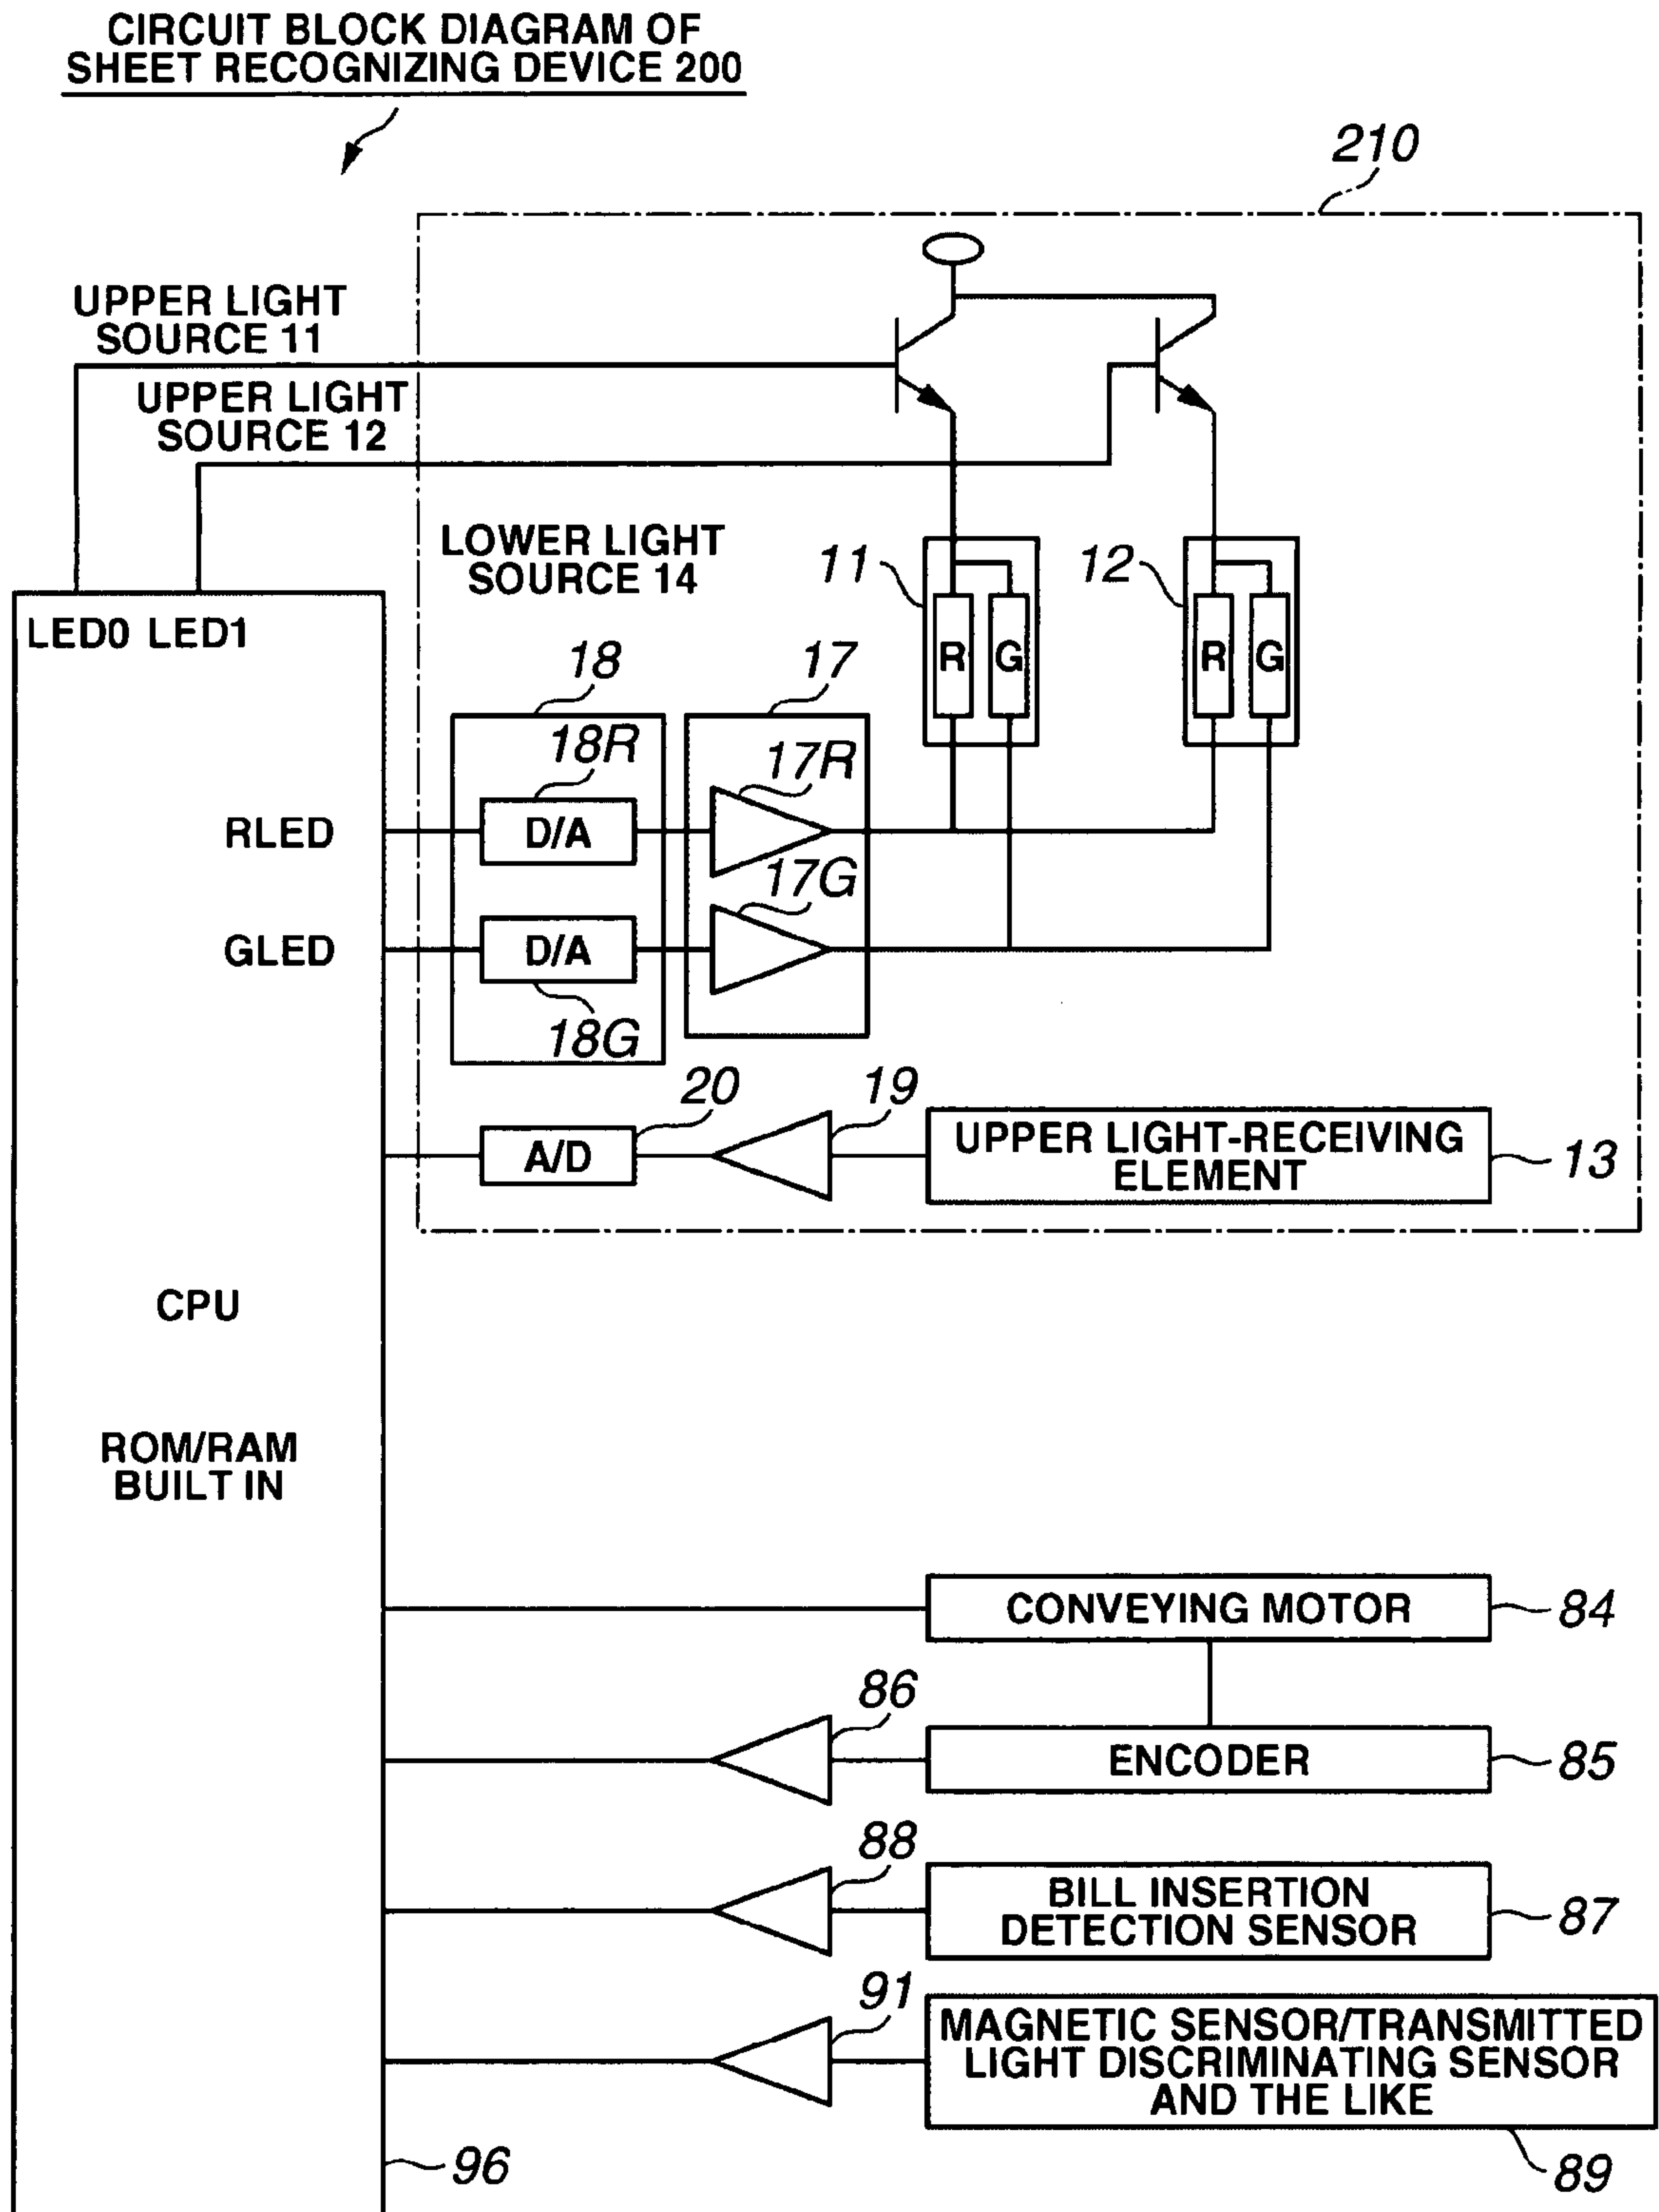 CIRCUIT BLOCK DIAGRAM OF
SHEET RECOGNIZING DEVICE 200
210
UPPER LIGHT
SOURCE 11
UPPER LIGHT
SOURCE 12
LOWER LIGHT
SOURCE 14
11
12
LED0 LED1
R G
R G
18
17
18R
17R
RLED
D/A
17G
GLED
D/A
18G
20
19
A/D
UPPER LIGHT-RECEIVING
ELEMENT
13
CPU
ROM/RAM
BUILT IN
CONVEYING MOTOR
84
86
ENCODER
85
88
BILL INSERTION
DETECTION SENSOR
87
91
MAGNETIC SENSOR/TRANSMITTED
LIGHT DISCRIMINATING SENSOR
AND THE LIKE
96
89